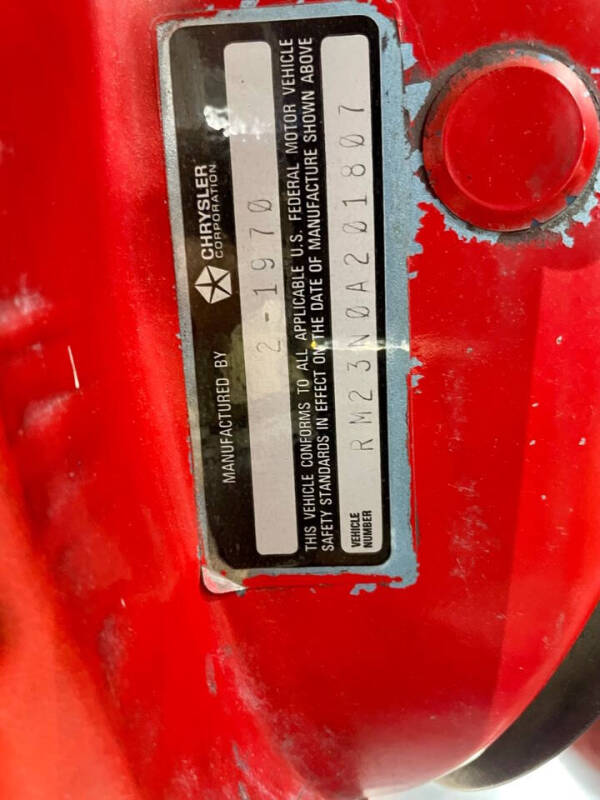 MANUFACTURED BY CHRYSLER CORPORATION
2-1970
THIS VEHICLE CONFORMS TO ALL APPLICABLE U.S. FEDERAL MOTOR VEHICLE
SAFETY STANDARDS IN EFFECT ON THE DATE OF MANUFACTURE SHOWN ABOVE
VEHICLE NUMBER RM23N0A201807